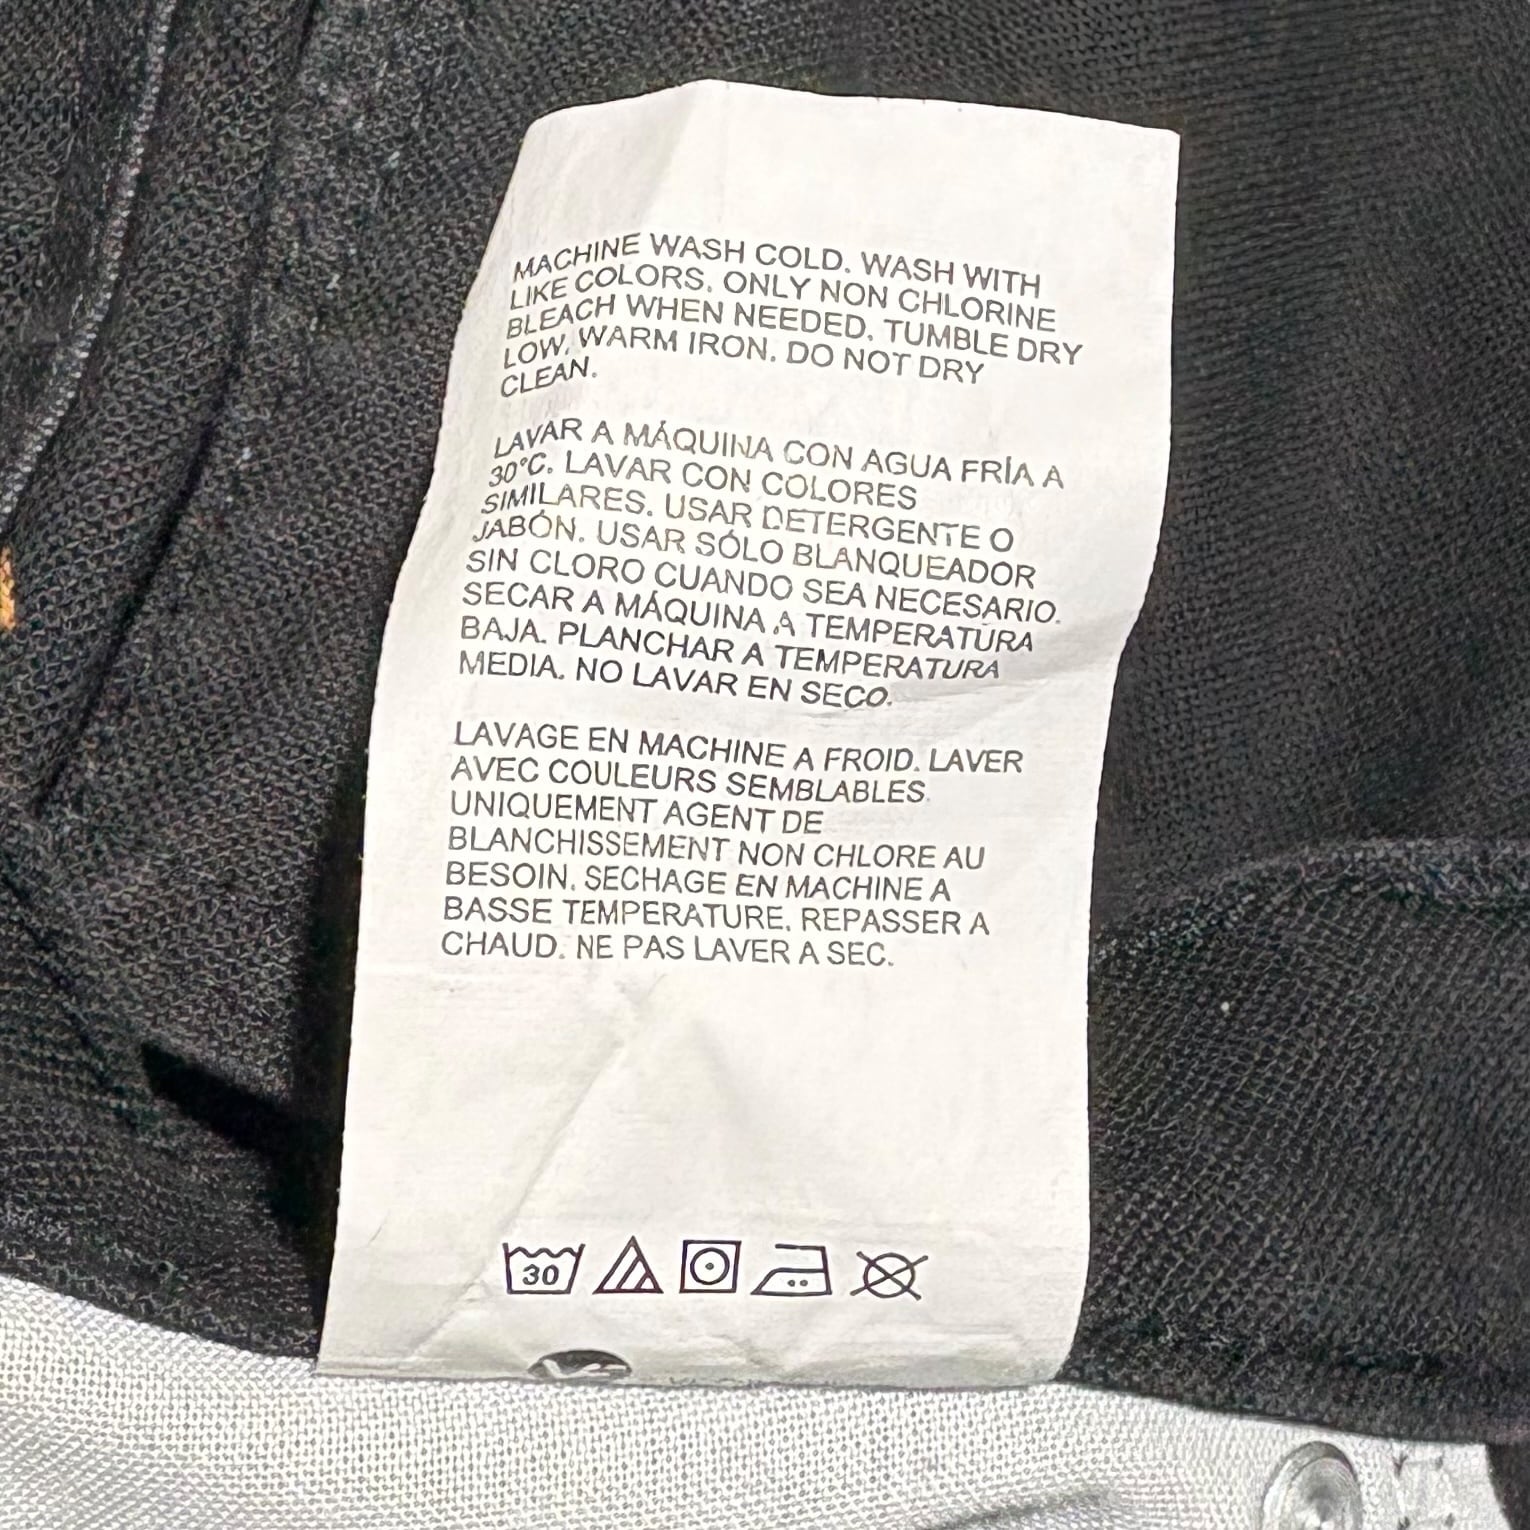 MACHINE WASH COLD. WASH WITH
LIKE COLORS. ONLY NON CHLORINE
BLEACH WHEN NEEDED. TUMBLE DRY
LOW. WARM IRON. DO NOT DRY
CLEAN.
LAVAR A MÁQUINA CON AGUA FRÍA A
30°C. LAVAR CON COLORES
SIMILARES. USAR DETERGENTE O
JABÓN. USAR SÓLO BLANQUEADOR
SIN CLORO CUANDO SEA NECESARIO.
SECAR A MÁQUINA A TEMPERATURA
BAJA. PLANCHAR A TEMPERATURA
MEDIA. NO LAVAR EN SECO.
LAVAGE EN MACHINE A FROID. LAVER
AVEC COULEURS SEMBLABLES.
UNIQUEMENT AGENT DE
BLANCHISSEMENT NON CHLORE AU
BESOIN. SECHAGE EN MACHINE A
BASSE TEMPERATURE. REPASSER A
CHAUD. NE PAS LAVER A SEC.
30